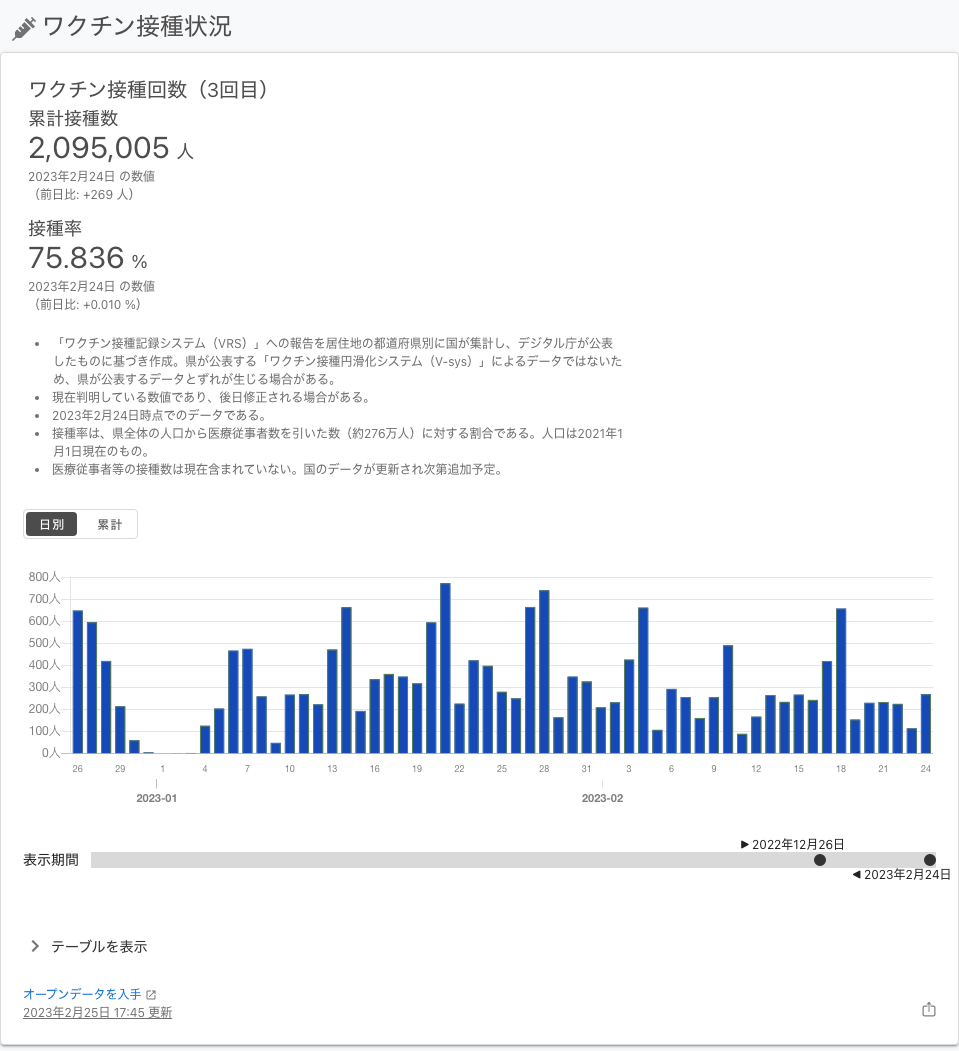 ワクチン接種状況
ワクチン接種回数（3回目）
累計接種数
2,095,005 人
2023年2月24日 の数値
（前日比: +269 人）
接種率
75.836 %
2023年2月24日 の数値
（前日比: +0.010 %）
• 「ワクチン接種記録システム（VRS）」への報告を居住地の都道府県別に国が集計し、デジタル庁が公表
したものに基づき作成。県が公表する「ワクチン接種円滑化システム（V-sys）」によるデータではないた
め、県が公表するデータとずれが生じる場合がある。
• 現在判明している数値であり、後日修正される場合がある。
• 2023年2月24日時点でのデータである。
• 接種率は、県全体の人口から医療従事者数を引いた数（約276万人）に対する割合である。人口は2021年1
月1日現在のもの。
• 医療従事者等の接種数は現在含まれていない。国のデータが更新され次第追加予定。
日別 累計
800人
700人
600人
500人
400人
300人
200人
100人
0人
26 29 1 4 7 10 13 16 19 22 25 28 31 3 6 9 12 15 18 21 24
2023-01 2023-02
▶ 2022年12月26日
表示期間
◀ 2023年2月24日
テーブルを表示
オープンデータを入手
2023年2月25日 17:45 更新